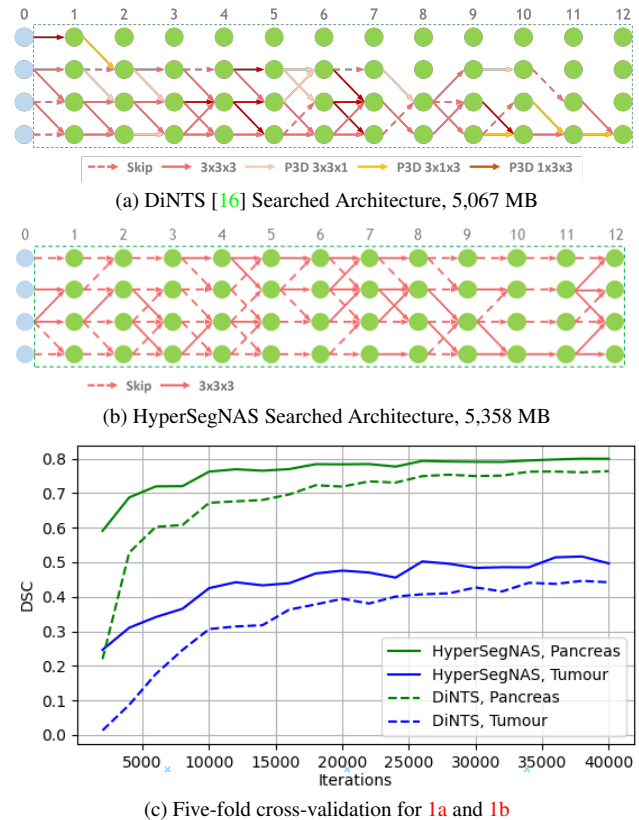 0 1 2 3 4 5 6 7 8 9 10 11 12
Skip 3x3x3 P3D 3x3x1 P3D 3x1x3 P3D 1x3x3
(a) DiNTS [16] Searched Architecture, 5,067 MB
0 1 2 3 4 5 6 7 8 9 10 11 12
Skip 3x3x3
(b) HyperSegNAS Searched Architecture, 5,358 MB
0.8
0.7
0.6
0.5
0.4
0.3
0.2
0.1
0.0
DSC
HyperSegNAS, Pancreas
HyperSegNAS, Tumour
DiNTS, Pancreas
DiNTS, Tumour
5000 10000 15000 20000 25000 30000 35000 40000
Iterations
(c) Five-fold cross-validation for 1a and 1b